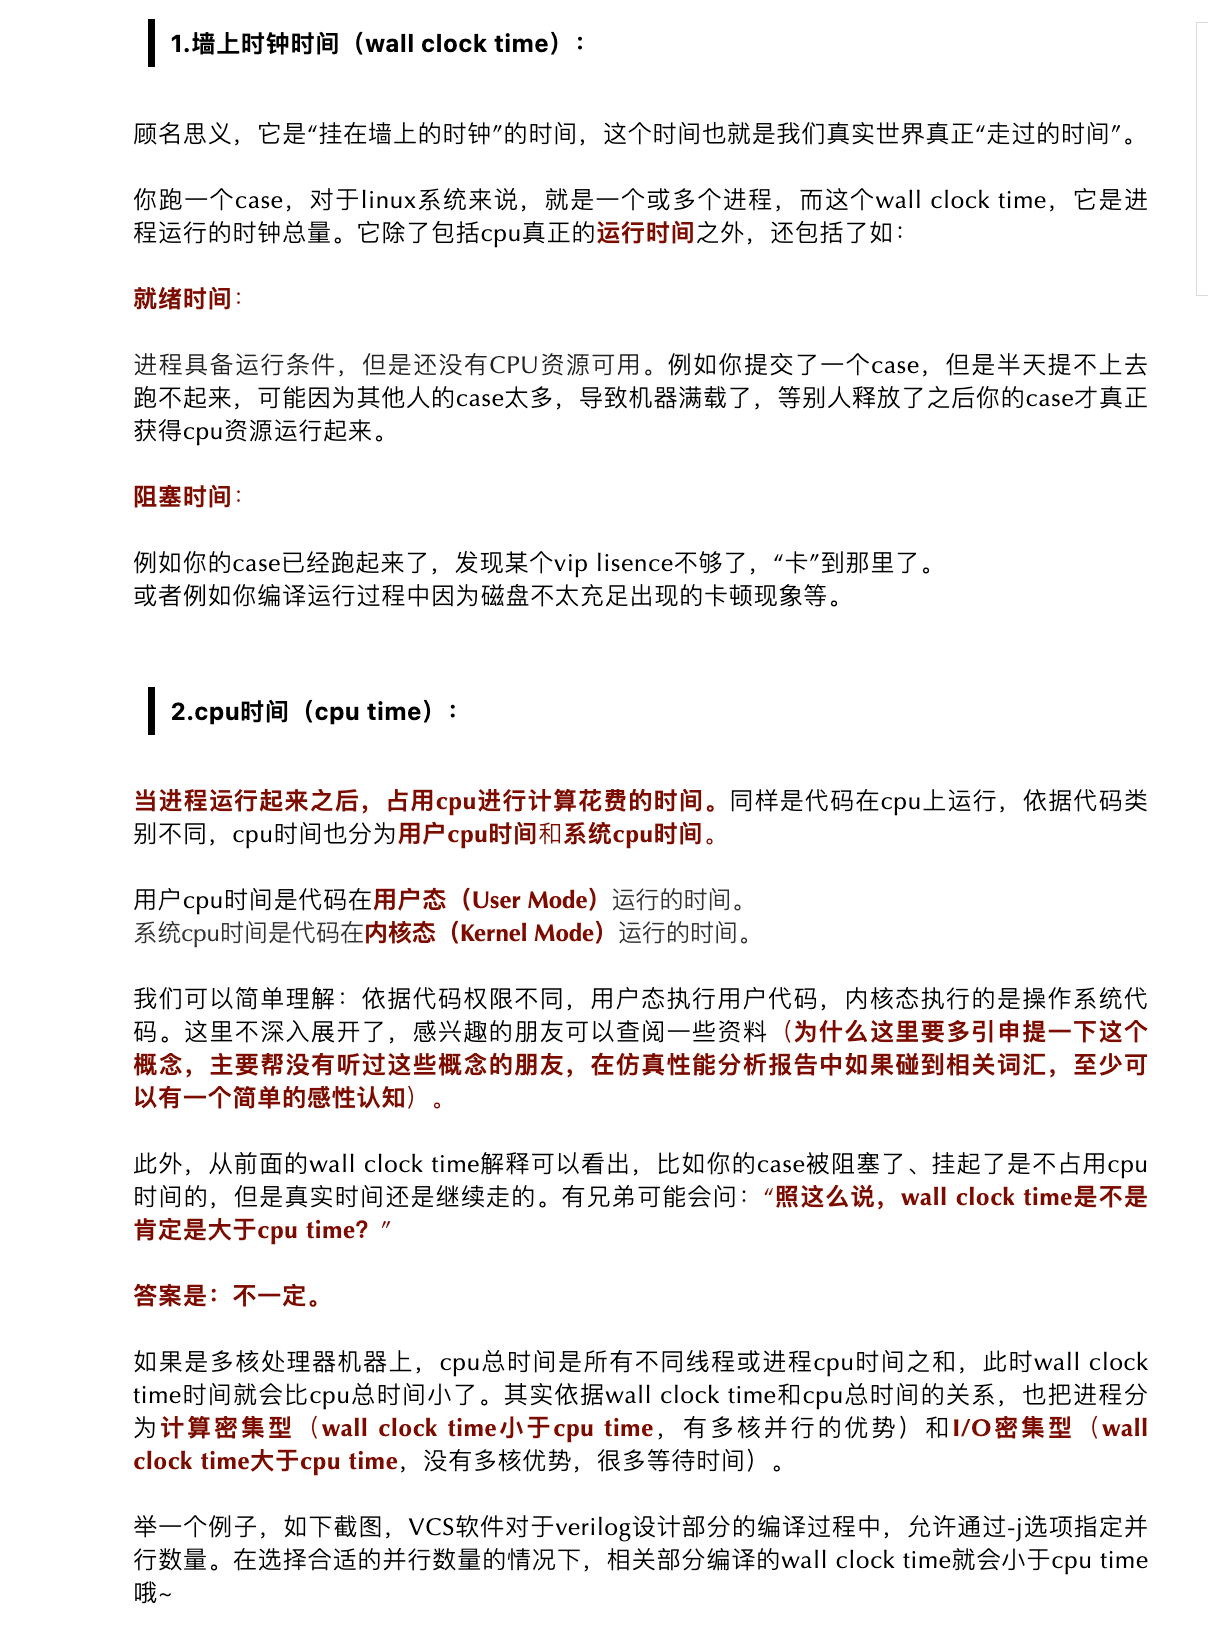 1.墙上时钟时间（wall clock time）：
顾名思义，它是“挂在墙上的时钟”的时间，这个时间也就是我们真实世界真正“走过的时间”。
你跑一个case，对于linux系统来说，就是一个或多个进程，而这个wall clock time，它是进
程运行的时钟总量。它除了包括cpu真正的运行时间之外，还包括了如：
就绪时间：
进程具备运行条件，但是还没有CPU资源可用。例如你提交了一个case，但是半天提不上去
跑不起来，可能因为其他人的case太多，导致机器满载了，等别人释放了之后你的case才真正
获得cpu资源运行起来。
阻塞时间：
例如你的case已经跑起来了，发现某个vip lisence不够了，“卡”到那里了。
或者例如你编译运行过程中因为磁盘不太充足出现的卡顿现象等。
2.cpu时间（cpu time）：
当进程运行起来之后，占用cpu进行计算花费的时间。同样是代码在cpu上运行，依据代码类
别不同，cpu时间也分为用户cpu时间和系统cpu时间。
用户cpu时间是代码在用户态（User Mode）运行的时间。
系统cpu时间是代码在内核态（Kernel Mode）运行的时间。
我们可以简单理解：依据代码权限不同，用户态执行用户代码，内核态执行的是操作系统代
码。这里不深入展开了，感兴趣的朋友可以查阅一些资料（为什么这里要多引申提一下这个
概念，主要帮没有听过这些概念的朋友，在仿真性能分析报告中如果碰到相关词汇，至少可
以有一个简单的感性认知）。
此外，从前面的wall clock time解释可以看出，比如你的case被阻塞了、挂起了是不占用cpu
时间的，但是真实时间还是继续走的。有兄弟可能会问：“照这么说，wall clock time是不是
肯定是大于cpu time？”
答案是：不一定。
如果是多核处理器机器上，cpu总时间是所有不同线程或进程cpu时间之和，此时wall clock
time时间就会比cpu总时间小了。其实依据wall clock time和cpu总时间的关系，也把进程分
为计算密集型（wall clock time小于cpu time，有多核并行的优势）和I/O密集型（wall
clock time大于cpu time，没有多核优势，很多等待时间）。
举一个例子，如下截图，VCS软件对于verilog设计部分的编译过程中，允许通过-j选项指定并
行数量。在选择合适的并行数量的情况下，相关部分编译的wall clock time就会小于cpu time
哦~